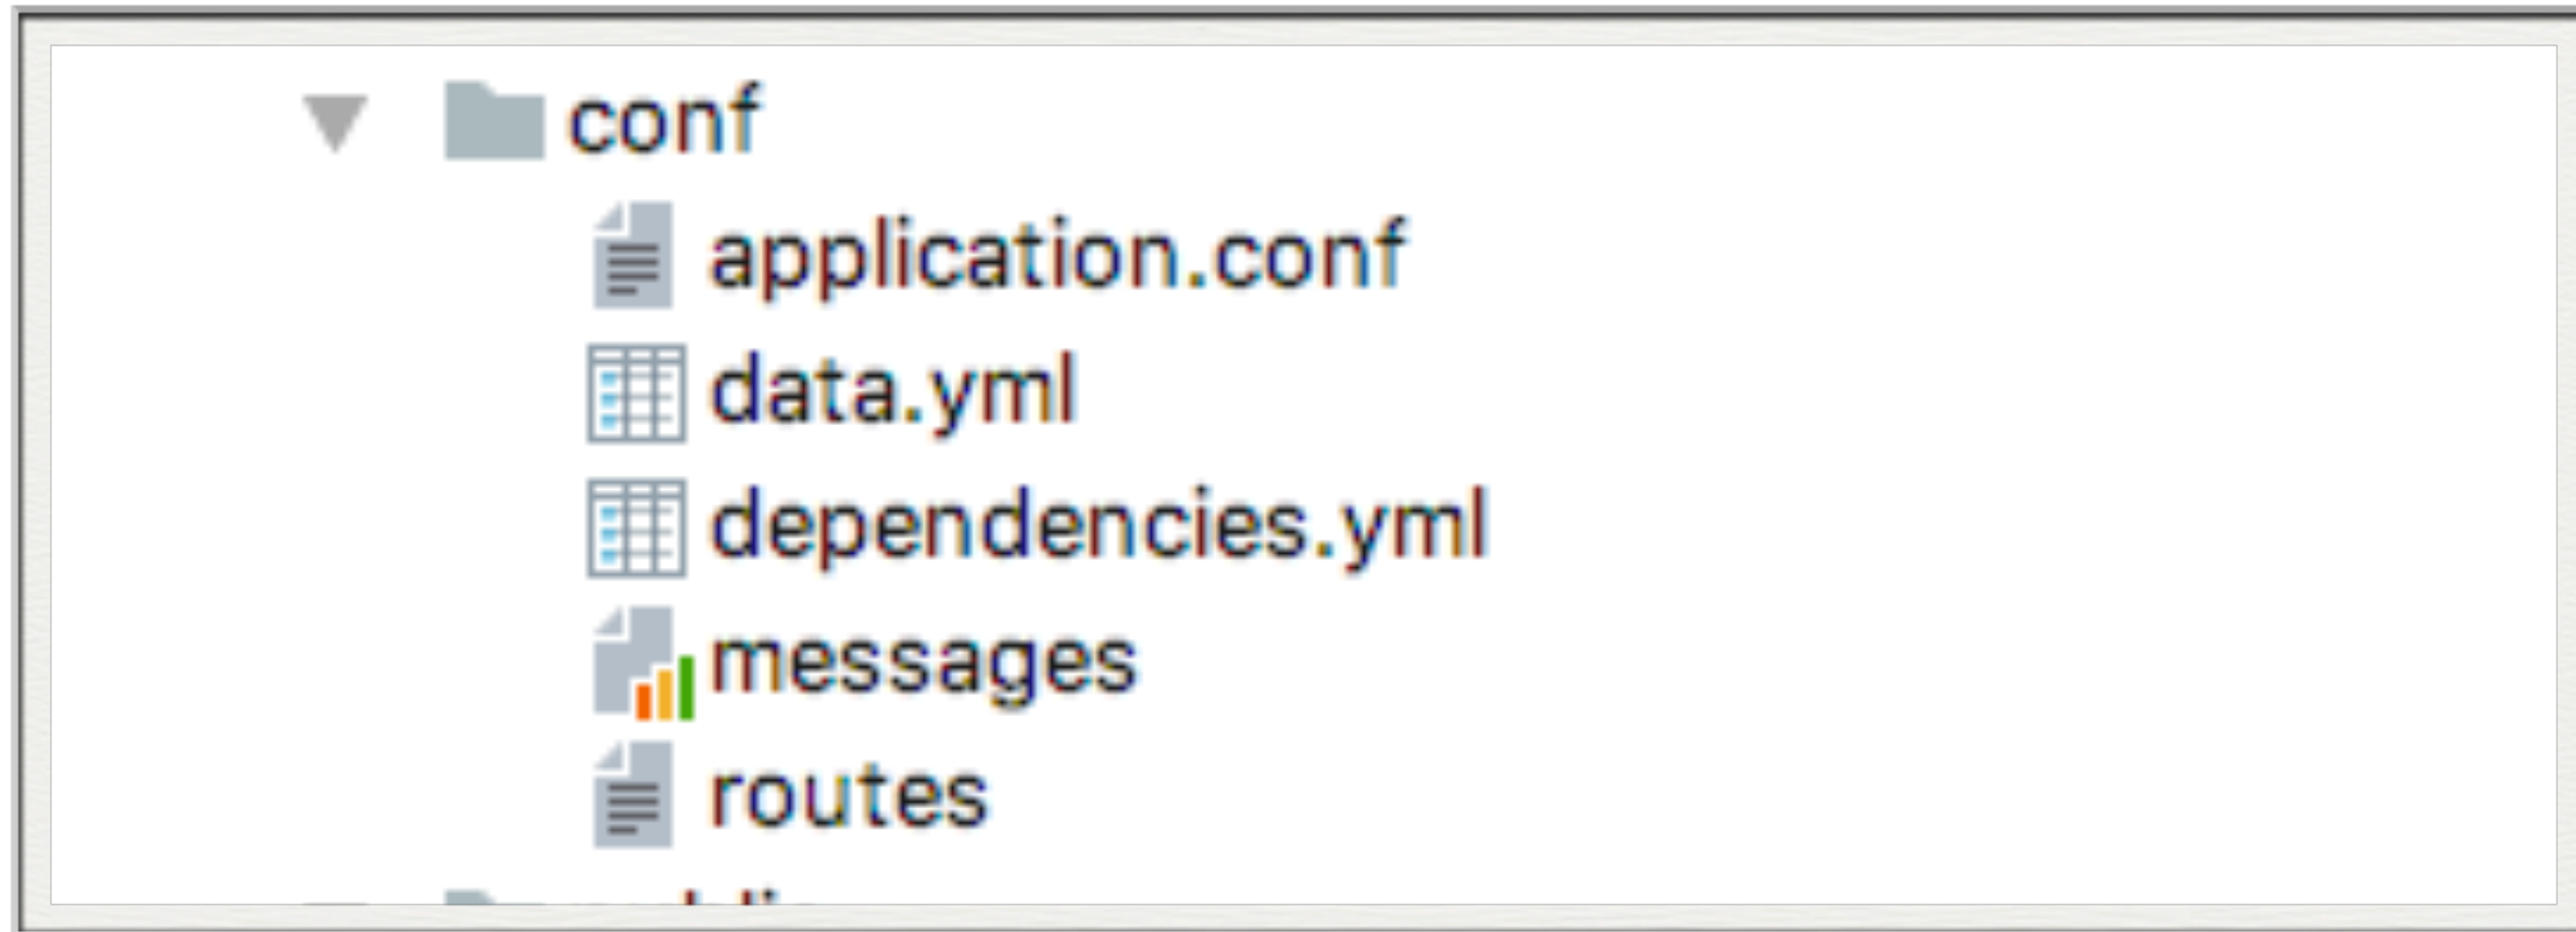 conf
application.conf
data.yml
dependencies.yml
messages
routes